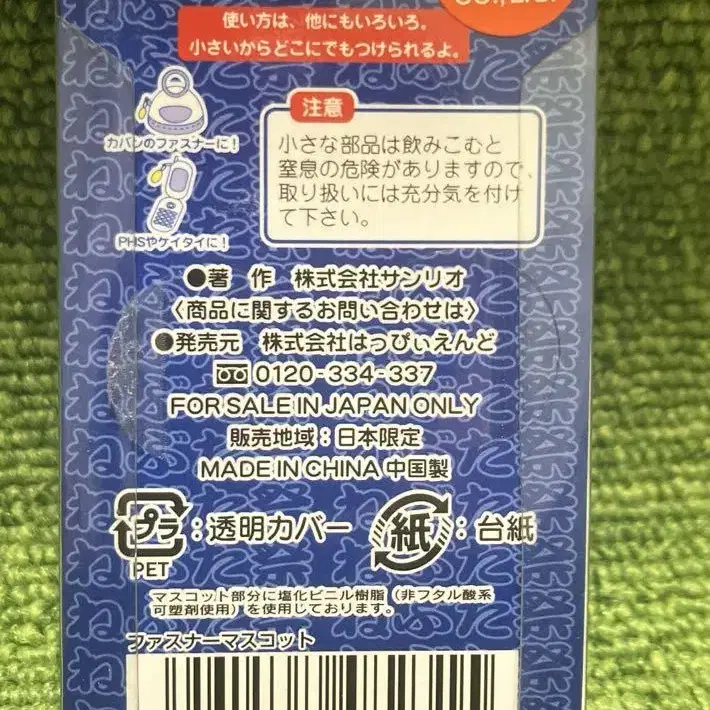 使い方は、他にもいろいろ。
小さいからどこにでもつけられるよ。
カバンのファスナーに!
PHSやケイタイに!
注意
小さな部品は飲みこむと
窒息の危険がありますので、
取り扱いには充分気を付け
て下さい。
●著 作 株式会社サンリオ
〈商品に関するお問い合わせは〉
●発売元 株式会社はっぴぃえんど
0120-334-337
FOR SALE IN JAPAN ONLY
販売地域:日本限定
MADE IN CHINA 中国製
プラ:透明カバー
PET
紙:台紙
マスコット部分に塩化ビニル樹脂(非フタル酸系
可塑剤使用)を使用しております。
ファスナーマスコット
ねぶた祭